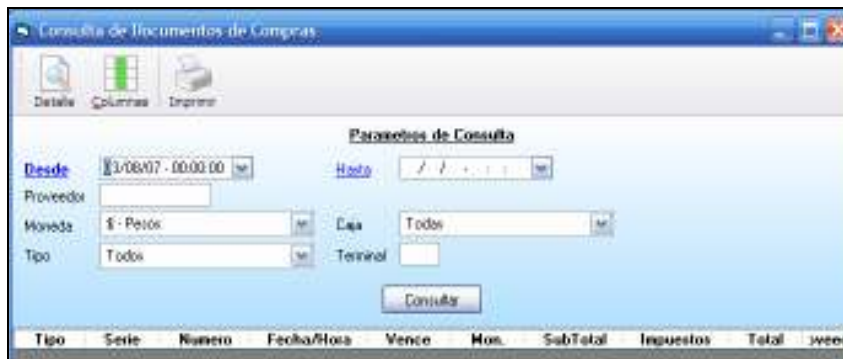 Consulta de Documentos de Compras
Detalle Columnas Imprimir
Parametros de Consulta
Desde 13/08/07 - 00:00:00 Hasta / / - : :
Proveedor
Moneda $ - Pesos Caja Todas
Tipo Todos Terminal
Consultar
Tipo Serie Numero Fecha/Hora Vence Mon. SubTotal Impuestos Total